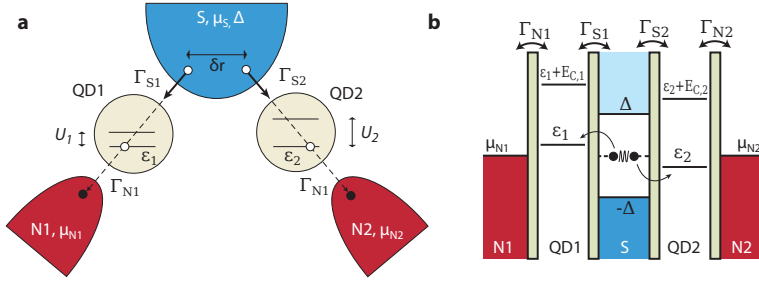 a
S, μS, Δ
δr
ΓS1
ΓS2
QD1
QD2
U1
U2
ε1
ε2
ΓN1
ΓN1
N1, μN1
N2, μN2
b
ΓN1
ΓS1
ΓS2
ΓN2
ε1+EC,1
ε2+EC,2
Δ
ε1
ε2
μN1
μN2
-Δ
N1
QD1
S
QD2
N2